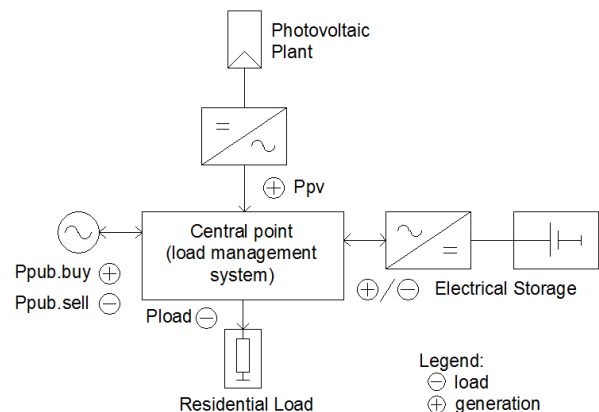 Photovoltaic
Plant
Ppv
Central point
(load management
system)
Ppub.buy
Ppub.sell
Electrical Storage
Pload
Residential Load
Legend:
load
generation